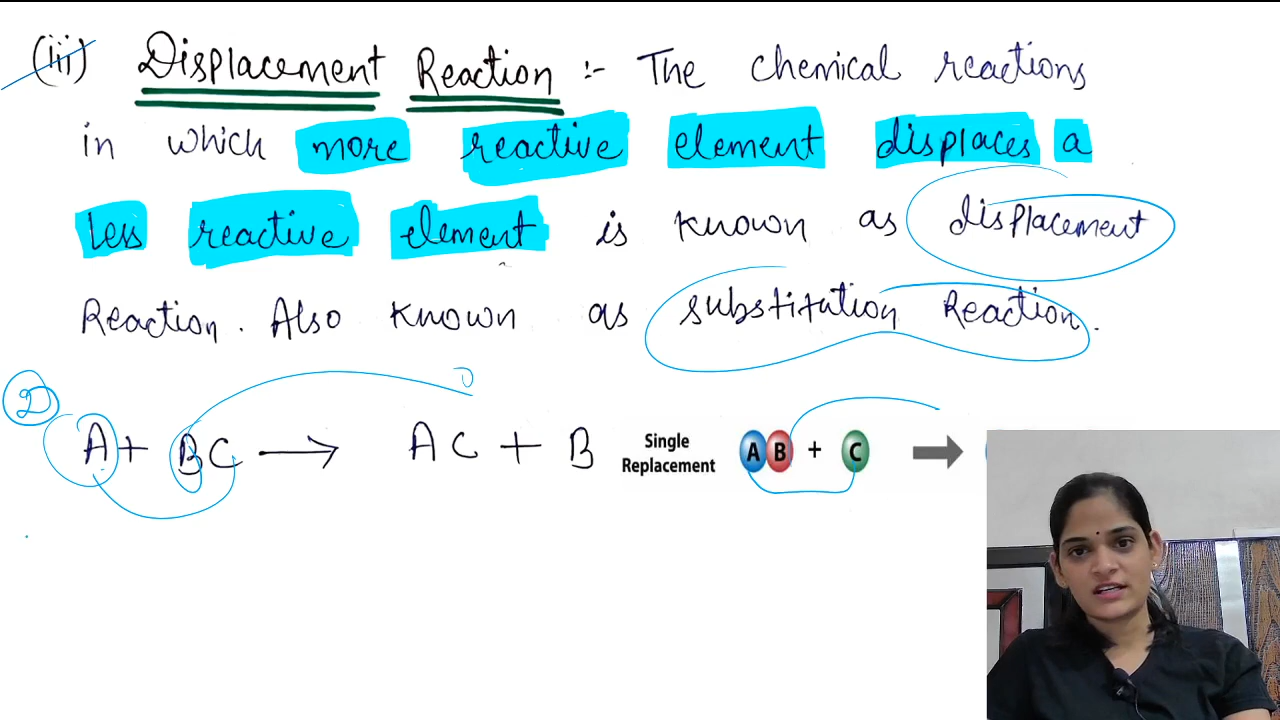 (iii) Displacement Reaction :- The chemical reactions
in which more reactive element displaces a
less reactive element is known as displacement
Reaction. Also known as substitution Reaction.
2
A + BC → AC + B
Single
Replacement
A B + C